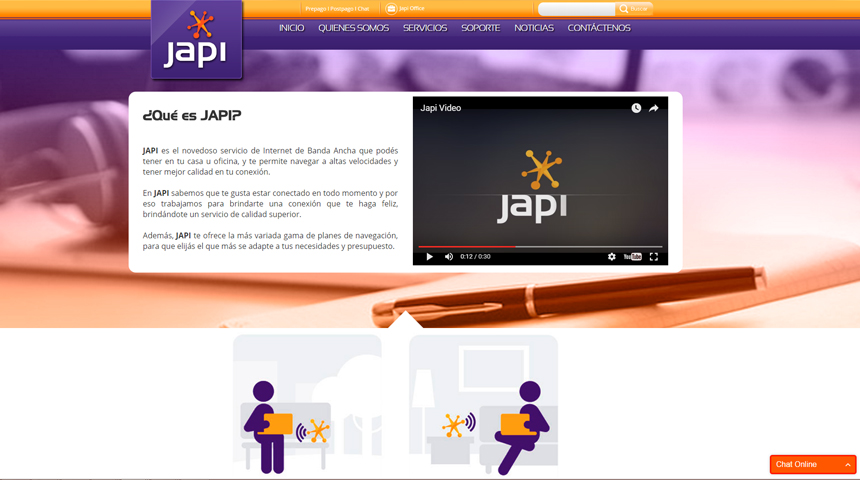 Prepago | Postpago | Chat
Japi Office
Buscar
japi
INICIO QUIENES SOMOS SERVICIOS SOPORTE NOTICIAS CONTÁCTENOS
¿Qué es JAPI?
JAPI es el novedoso servicio de Internet de Banda Ancha que podés
tener en tu casa u oficina, y te permite navegar a altas velocidades y
tener mejor calidad en tu conexión.
En JAPI sabemos que te gusta estar conectado en todo momento y por
eso trabajamos para brindarte una conexión que te haga feliz,
brindándote un servicio de calidad superior.
Además, JAPI te ofrece la más variada gama de planes de navegación,
para que elijás el que más se adapte a tus necesidades y presupuesto.
Japi Video
japi
0:12 / 0:30
YouTube
Chat Online